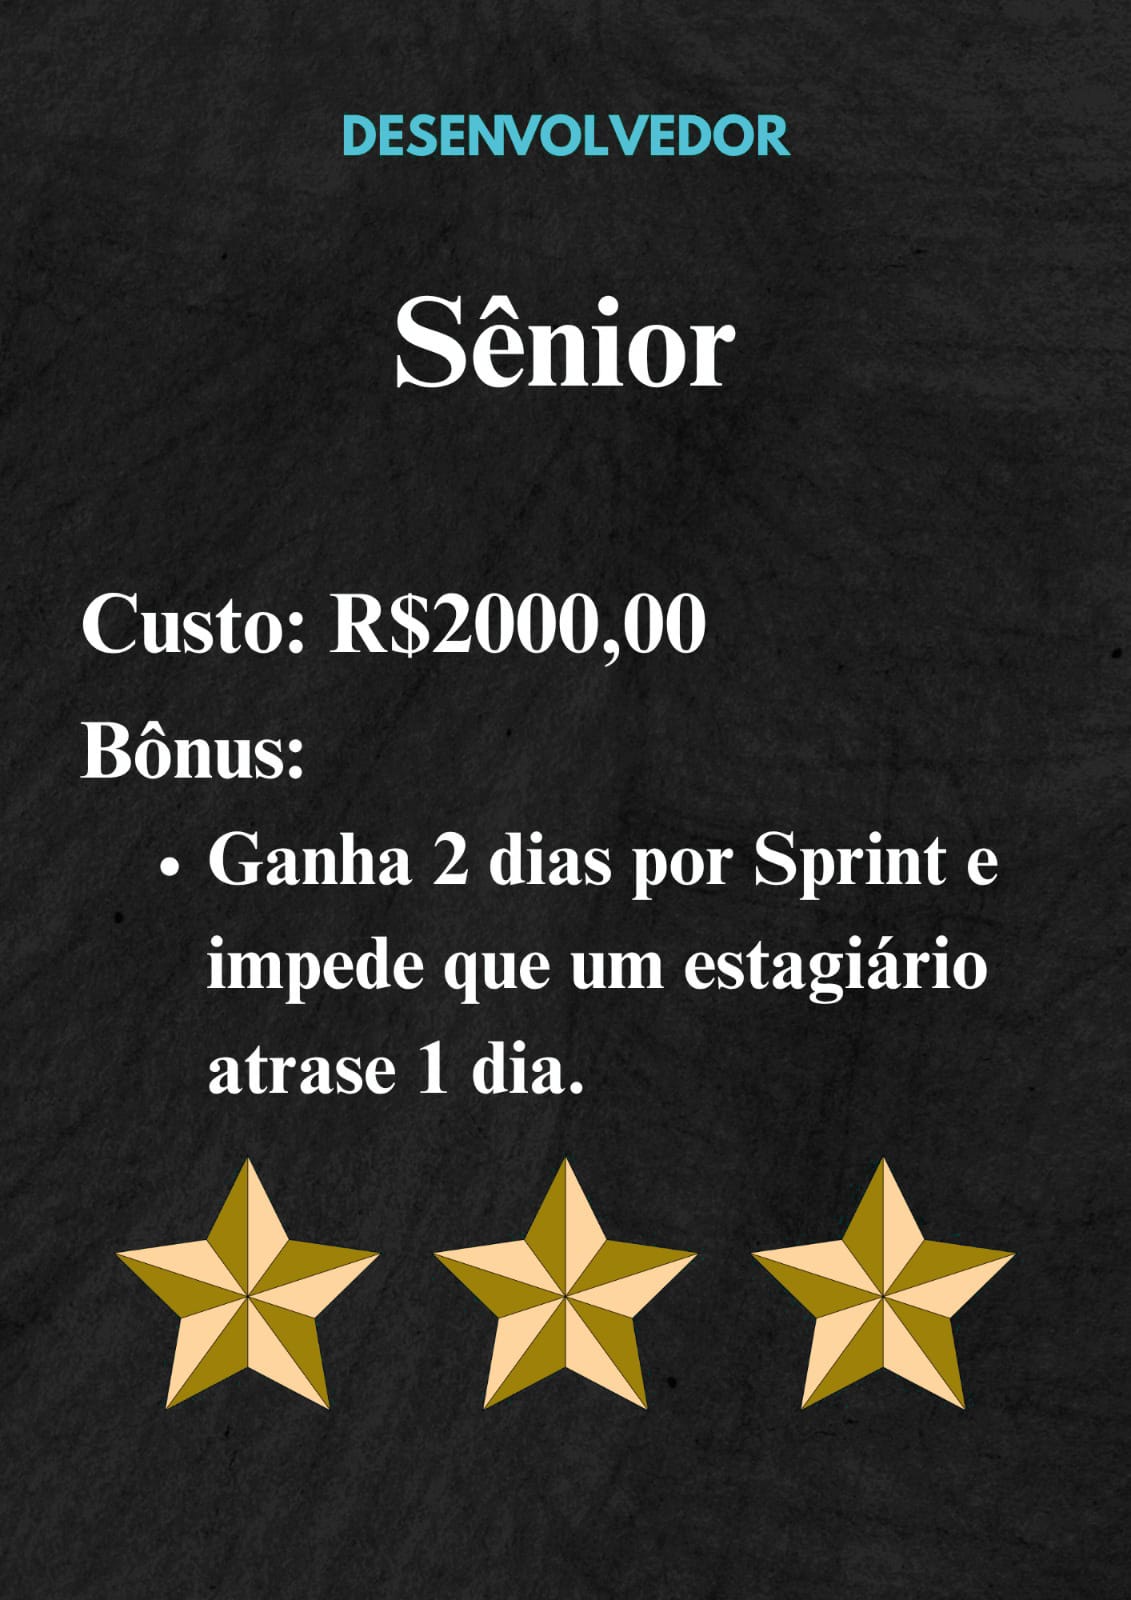 DESENVOLVEDOR
Sênior
Custo: R$2000,00
Bônus:
• Ganha 2 dias por Sprint e
impede que um estagiário
atrase 1 dia.